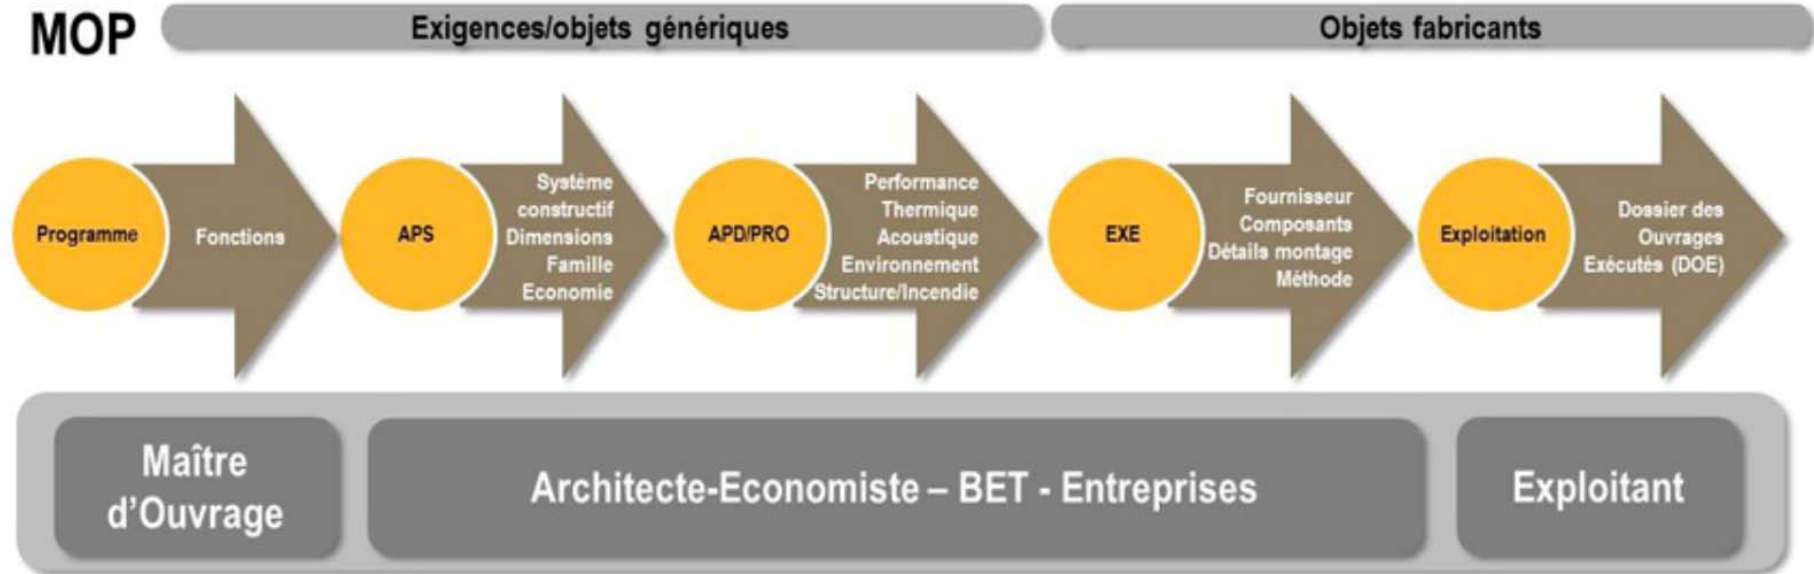 MOP
Exigences/objets génériques
Objets fabricants
Programme
Fonctions
APS
Système
constructif
Dimensions
Famille
Economie
APD/PRO
Performance
Thermique
Acoustique
Environnement
Structure/Incendie
EXE
Fournisseur
Composants
Détails montage
Méthode
Exploitation
Dossier des
Ouvrages
Exécutés (DOE)
Maître
d'Ouvrage
Architecte-Economiste – BET - Entreprises
Exploitant